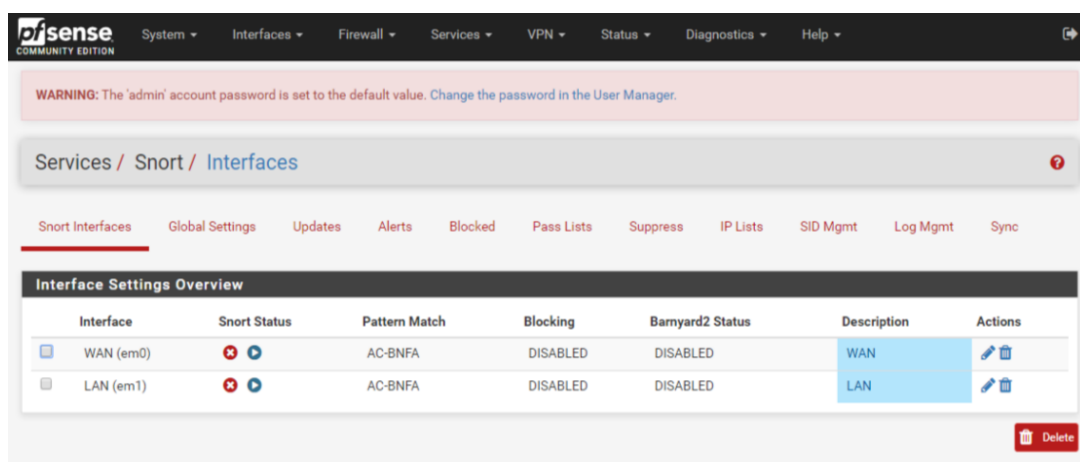 pfsense System Interfaces Firewall Services VPN Status Diagnostics Help
COMMUNITY EDITION
WARNING: The 'admin' account password is set to the default value. Change the password in the User Manager.
Services / Snort / Interfaces
Snort Interfaces Global Settings Updates Alerts Blocked Pass Lists Suppress IP Lists SID Mgmt Log Mgmt Sync
Interface Settings Overview
Interface Snort Status Pattern Match Blocking Barnyard2 Status Description Actions
WAN (em0) AC-BNFA DISABLED DISABLED WAN
LAN (em1) AC-BNFA DISABLED DISABLED LAN
Delete